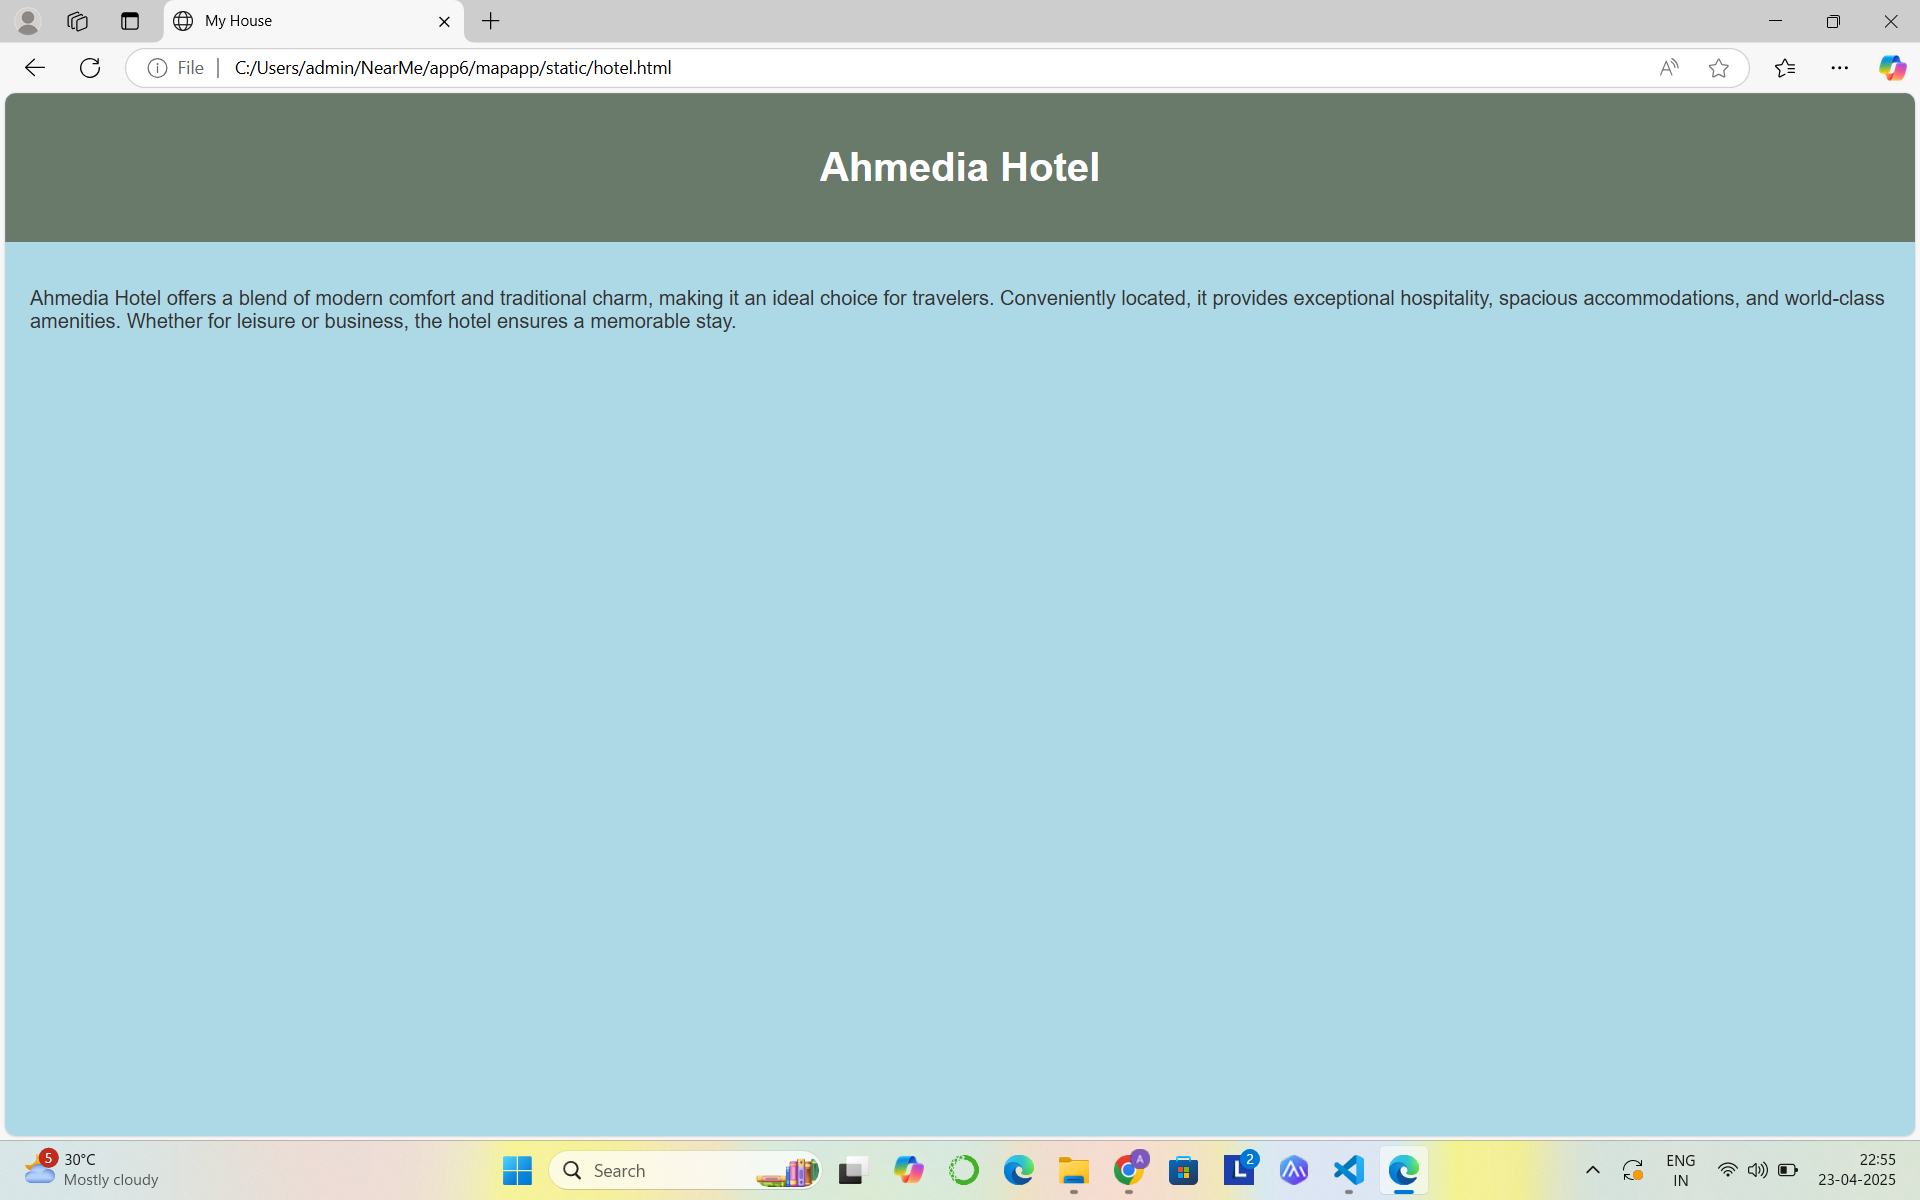 My House
File
C:/Users/admin/NearMe/app6/mapapp/static/hotel.html
Ahmedia Hotel
Ahmedia Hotel offers a blend of modern comfort and traditional charm, making it an ideal choice for travelers. Conveniently located, it provides exceptional hospitality, spacious accommodations, and world-class
amenities. Whether for leisure or business, the hotel ensures a memorable stay.
5
30°C
Mostly cloudy
Search
A
L
2
ENG
IN
22:55
23-04-2025